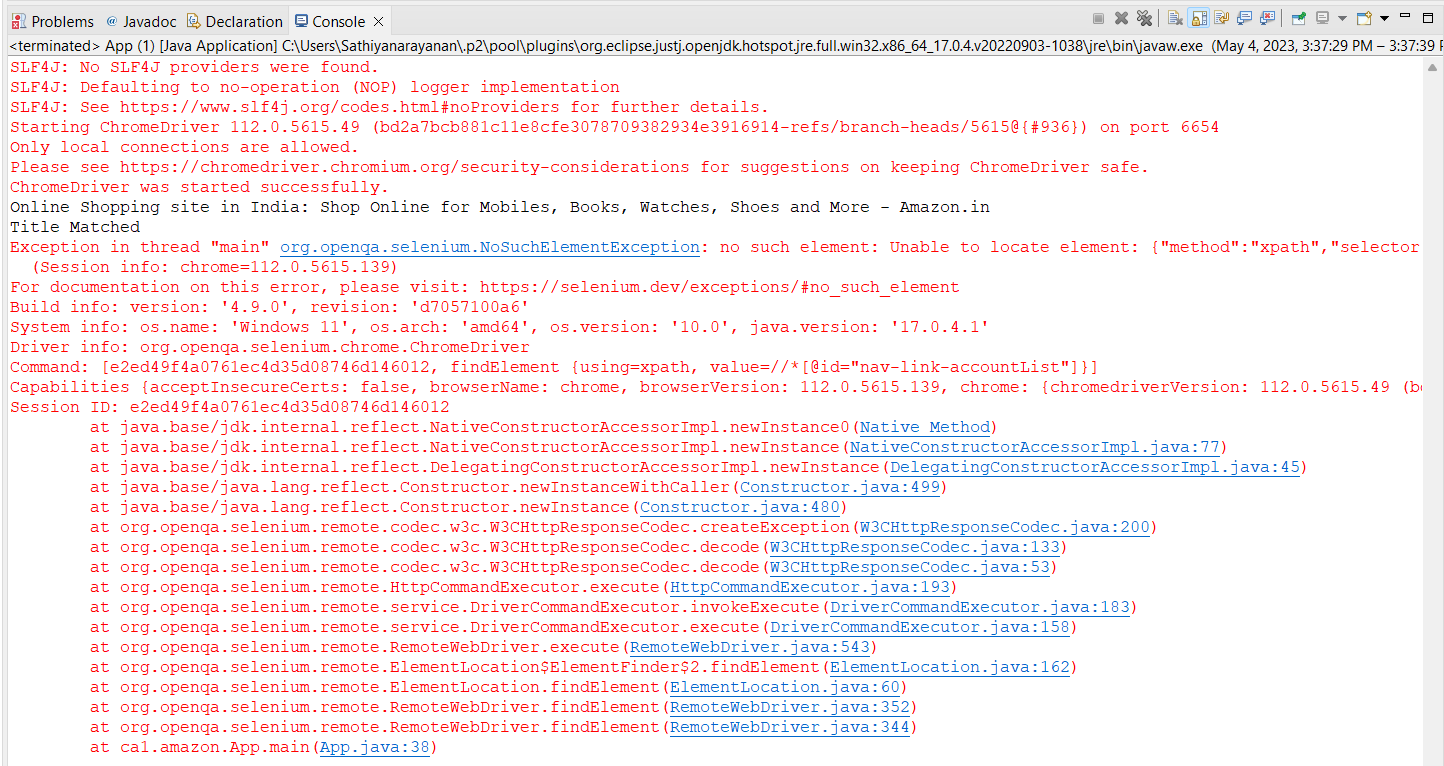 Problems @ Javadoc Declaration Console
<terminated> App (1) [Java Application] C:\Users\Sathiyanarayanan\.p2\pool\plugins\org.eclipse.justj.openjdk.hotspot.jre.full.win32.x86_64_17.0.4.v20220903-1038\jre\bin\javaw.exe (May 4, 2023, 3:37:29 PM – 3:37:39
SLF4J: No SLF4J providers were found.
SLF4J: Defaulting to no-operation (NOP) logger implementation
SLF4J: See https://www.slf4j.org/codes.html#noProviders for further details.
Starting ChromeDriver 112.0.5615.49 (bd2a7bcb881c11e8cfe3078709382934e3916914-refs/branch-heads/5615@{#936}) on port 6654
Only local connections are allowed.
Please see https://chromedriver.chromium.org/security-considerations for suggestions on keeping ChromeDriver safe.
ChromeDriver was started successfully.
Online Shopping site in India: Shop Online for Mobiles, Books, Watches, Shoes and More - Amazon.in
Title Matched
Exception in thread "main" org.openqa.selenium.NoSuchElementException: no such element: Unable to locate element: {"method":"xpath","selector
(Session info: chrome=112.0.5615.139)
For documentation on this error, please visit: https://selenium.dev/exceptions/#no_such_element
Build info: version: '4.9.0', revision: 'd7057100a6'
System info: os.name: 'Windows 11', os.arch: 'amd64', os.version: '10.0', java.version: '17.0.4.1'
Driver info: org.openqa.selenium.chrome.ChromeDriver
Command: [e2ed49f4a0761ec4d35d08746d146012, findElement {using=xpath, value=//*[@id="nav-link-accountList"]}]
Capabilities {acceptInsecureCerts: false, browserName: chrome, browserVersion: 112.0.5615.139, chrome: {chromedriverVersion: 112.0.5615.49
Session ID: e2ed49f4a0761ec4d35d08746d146012
at java.base/jdk.internal.reflect.NativeConstructorAccessorImpl.newInstance0(Native Method)
at java.base/jdk.internal.reflect.NativeConstructorAccessorImpl.newInstance(NativeConstructorAccessorImpl.java:77)
at java.base/jdk.internal.reflect.DelegatingConstructorAccessorImpl.newInstance(DelegatingConstructorAccessorImpl.java:45)
at java.base/java.lang.reflect.Constructor.newInstanceWithCaller(Constructor.java:499)
at java.base/java.lang.reflect.Constructor.newInstance(Constructor.java:480)
at org.openqa.selenium.remote.codec.w3c.W3CHttpResponseCodec.createException(W3CHttpResponseCodec.java:200)
at org.openqa.selenium.remote.codec.w3c.W3CHttpResponseCodec.decode(W3CHttpResponseCodec.java:133)
at org.openqa.selenium.remote.codec.w3c.W3CHttpResponseCodec.decode(W3CHttpResponseCodec.java:53)
at org.openqa.selenium.remote.HttpCommandExecutor.execute(HttpCommandExecutor.java:193)
at org.openqa.selenium.remote.service.DriverCommandExecutor.invokeExecute(DriverCommandExecutor.java:183)
at org.openqa.selenium.remote.service.DriverCommandExecutor.execute(DriverCommandExecutor.java:158)
at org.openqa.selenium.remote.RemoteWebDriver.execute(RemoteWebDriver.java:543)
at org.openqa.selenium.remote.ElementLocation$ElementFinder$2.findElement(ElementLocation.java:162)
at org.openqa.selenium.remote.ElementLocation.findElement(ElementLocation.java:60)
at org.openqa.selenium.remote.RemoteWebDriver.findElement(RemoteWebDriver.java:352)
at org.openqa.selenium.remote.RemoteWebDriver.findElement(RemoteWebDriver.java:344)
at ca1.amazon.App.main(App.java:38)